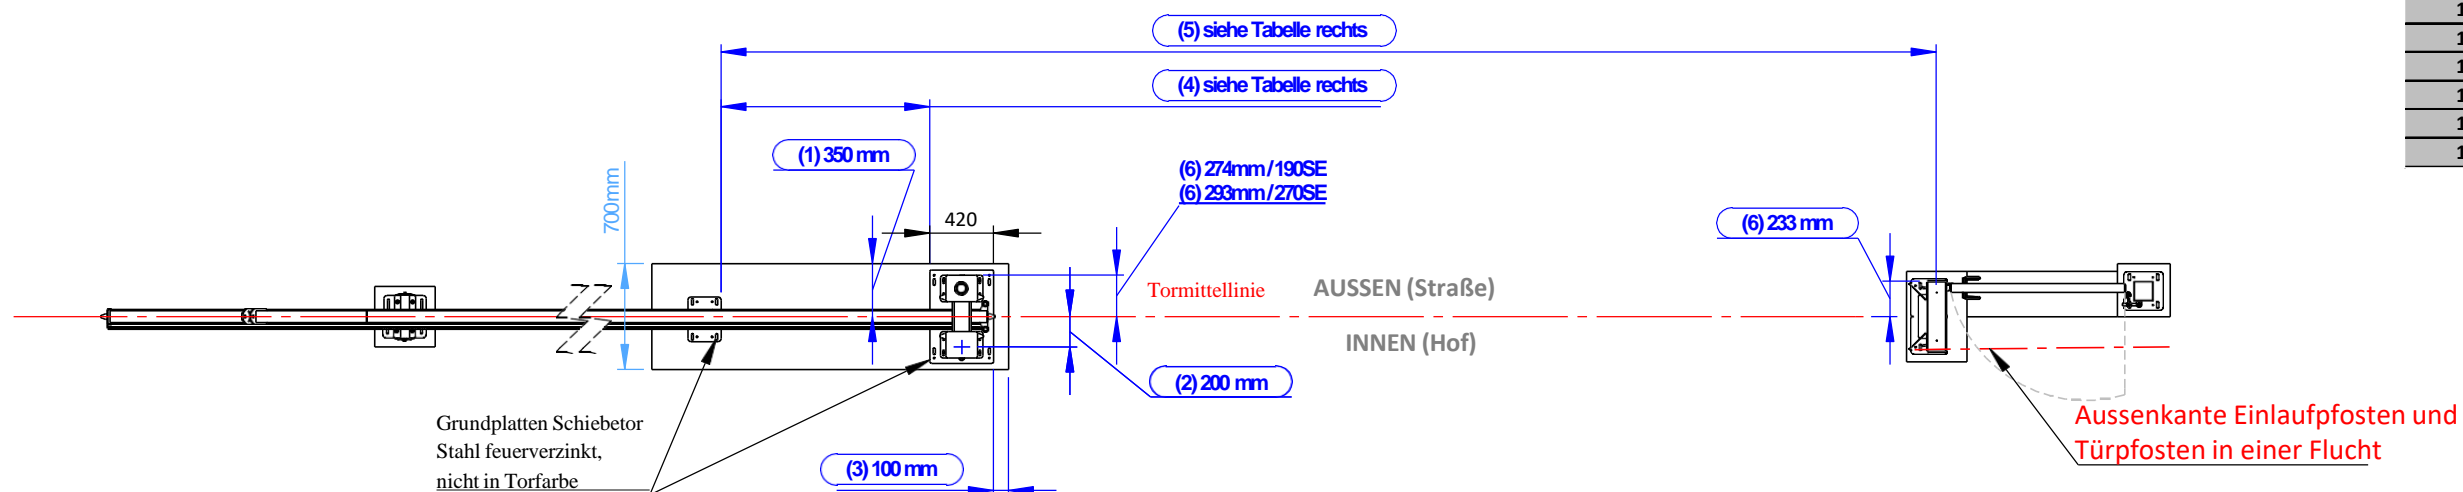 (5) siehe Tabelle rechts
(4) siehe Tabelle rechts
(1) 350 mm
(6) 274mm / 190SE
(6) 293mm / 270SE
700mm
420
(6) 233 mm
Tormittellinie
AUSSEN (Straße)
INNEN (Hof)
(2) 200 mm
Grundplatten Schiebetor
Stahl feuerverzinkt,
nicht in Torfarbe
(3) 100 mm
Aussenkante Einlaufpfosten und
Türpfosten in einer Flucht